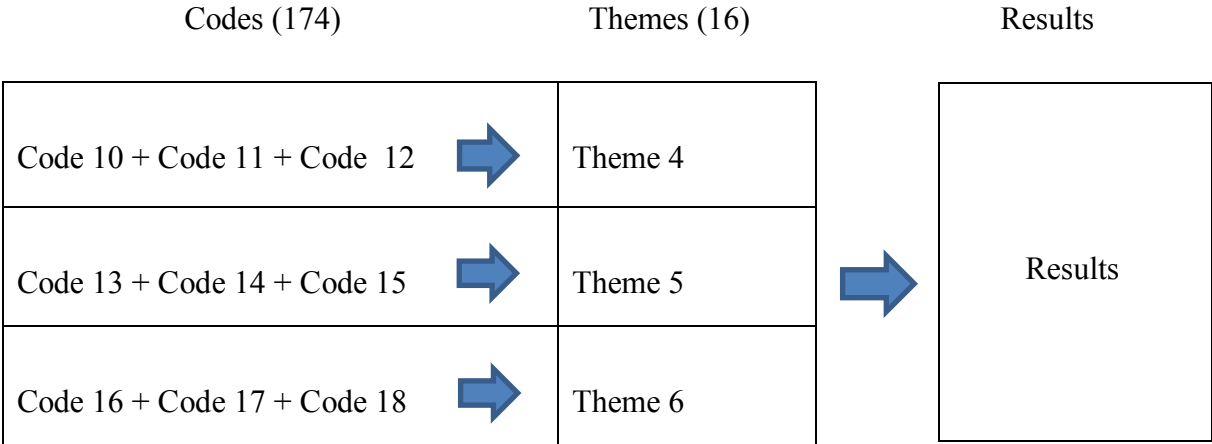 Codes (174) Themes (16) Results
Code 10 + Code 11 + Code  12 Theme 4
Code 13 + Code 14 + Code 15 Theme 5 Results
Code 16 + Code 17 + Code 18 Theme 6